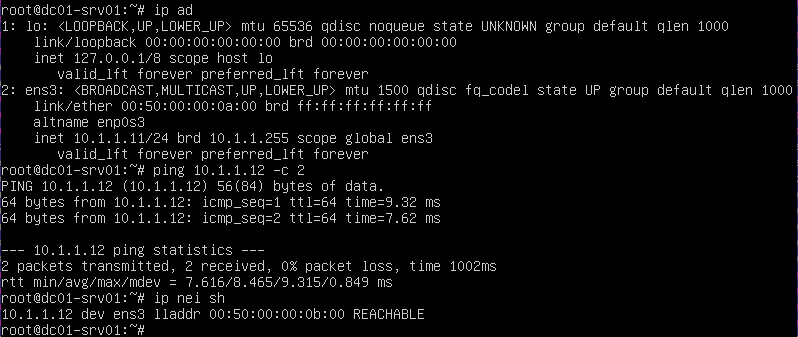 root@dc01-srv01:~# ip ad
1: lo: <LOOPBACK,UP,LOWER_UP> mtu 65536 qdisc noqueue state UNKNOWN group default qlen 1000
    link/loopback 00:00:00:00:00:00 brd 00:00:00:00:00:00
    inet 127.0.0.1/8 scope host lo
       valid_lft forever preferred_lft forever
2: ens3: <BROADCAST,MULTICAST,UP,LOWER_UP> mtu 1500 qdisc fq_codel state UP group default qlen 1000
    link/ether 00:50:00:00:0a:00 brd ff:ff:ff:ff:ff:ff
    altname enp0s3
    inet 10.1.1.11/24 brd 10.1.1.255 scope global ens3
       valid_lft forever preferred_lft forever
root@dc01-srv01:~# ping 10.1.1.12 -c 2
PING 10.1.1.12 (10.1.1.12) 56(84) bytes of data.
64 bytes from 10.1.1.12: icmp_seq=1 ttl=64 time=9.32 ms
64 bytes from 10.1.1.12: icmp_seq=2 ttl=64 time=7.62 ms

--- 10.1.1.12 ping statistics ---
2 packets transmitted, 2 received, 0% packet loss, time 1002ms
rtt min/avg/max/mdev = 7.616/8.465/9.315/0.849 ms
root@dc01-srv01:~# ip nei sh
10.1.1.12 dev ens3 lladdr 00:50:00:00:0b:00 REACHABLE
root@dc01-srv01:~#